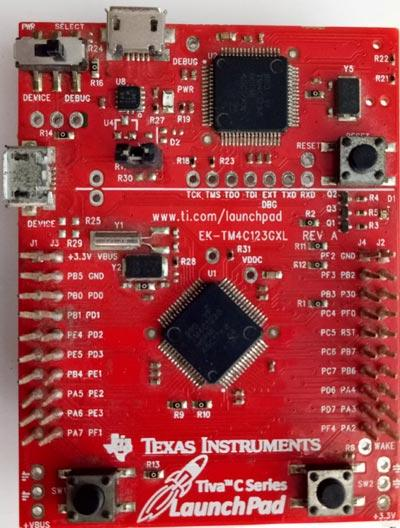 PWR SELECT
R24
DEBUG U2
R22
U8
PWR
Y5
R16
R21
DEVICE DEBUG
R27
R19
U4
R14
D2
RESET RESET
R18 R23
R30
TCK TMS TDO TDI EXT TXD RXD
DBG
Q2 R4 D1
Q1 R5
Q3
DEVICE R25 www.ti.com/launchpad R2
Y1 EK-TM4C123GXL REV A
J1 J3 R29 R11 J4 J2
+3.3V VBUS Y2 R28 R31 PF2 GND
U1 VDDC R12
PB5 GND PF3 PB2
PB0 PD0 PB3 P30
R1
PB1 PD1 PC4 PF0
PE4 PD2 PC5 RST
PE5 PD3 PC6 PB7
PB4 PE1 PC7 PB6
PA5 PE2 PD6 PA4
PA6 PE3 PD7 PA3
R9 R10
PA7 PF1 PF4 PA2
TEXAS INSTRUMENTS R8 WAKE
R13
SW1 Tiva™ C Series SW2
LaunchPad
+VBUS +3.3V